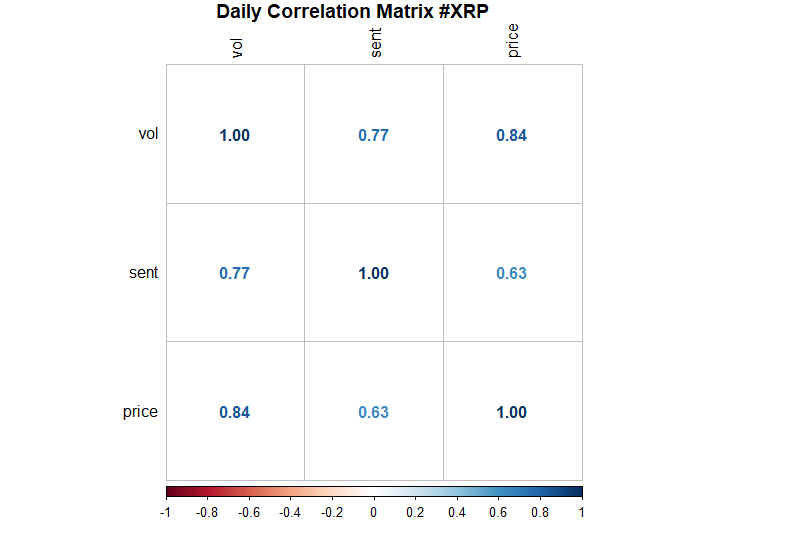 Daily Correlation Matrix #XRP
vol sent price
vol 1.00 0.77 0.84
sent 0.77 1.00 0.63
price 0.84 0.63 1.00
-1 -0.8 -0.6 -0.4 -0.2 0 0.2 0.4 0.6 0.8 1